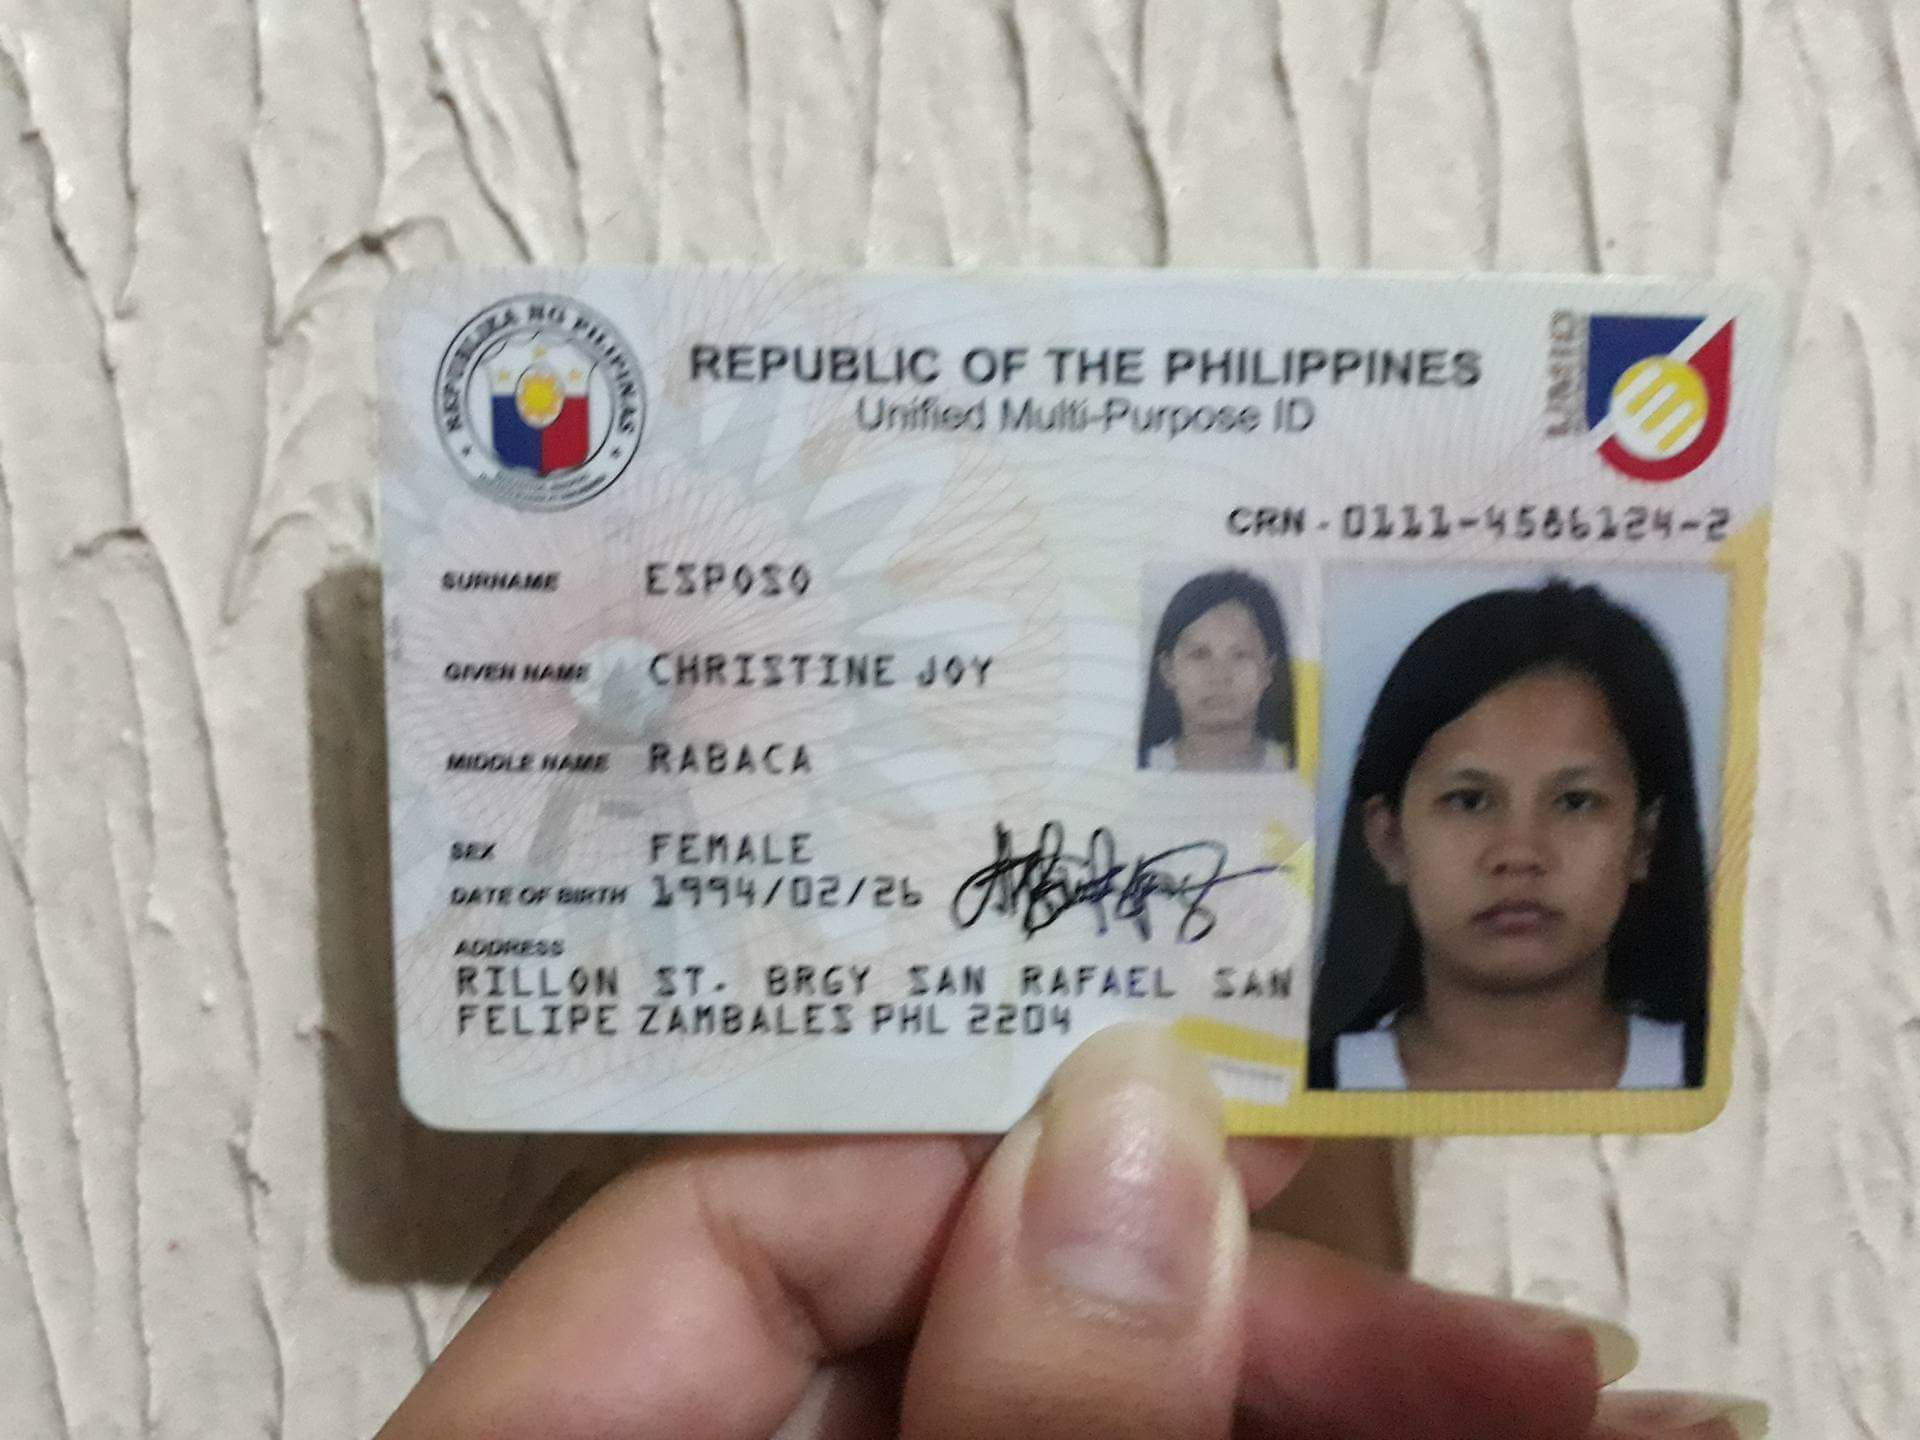 REPUBLIKA NG PILIPINAS
REPUBLIC OF THE PHILIPPINES
Unified Multi-Purpose ID
UMID
CRN - 0111-4586124-2
SURNAME ESPOSO
GIVEN NAME CHRISTINE JOY
MIDDLE NAME RABACA
SEX FEMALE
DATE OF BIRTH 1994/02/26
ADDRESS
RILLON ST. BRGY SAN RAFAEL SAN
FELIPE ZAMBALES PHL 2204